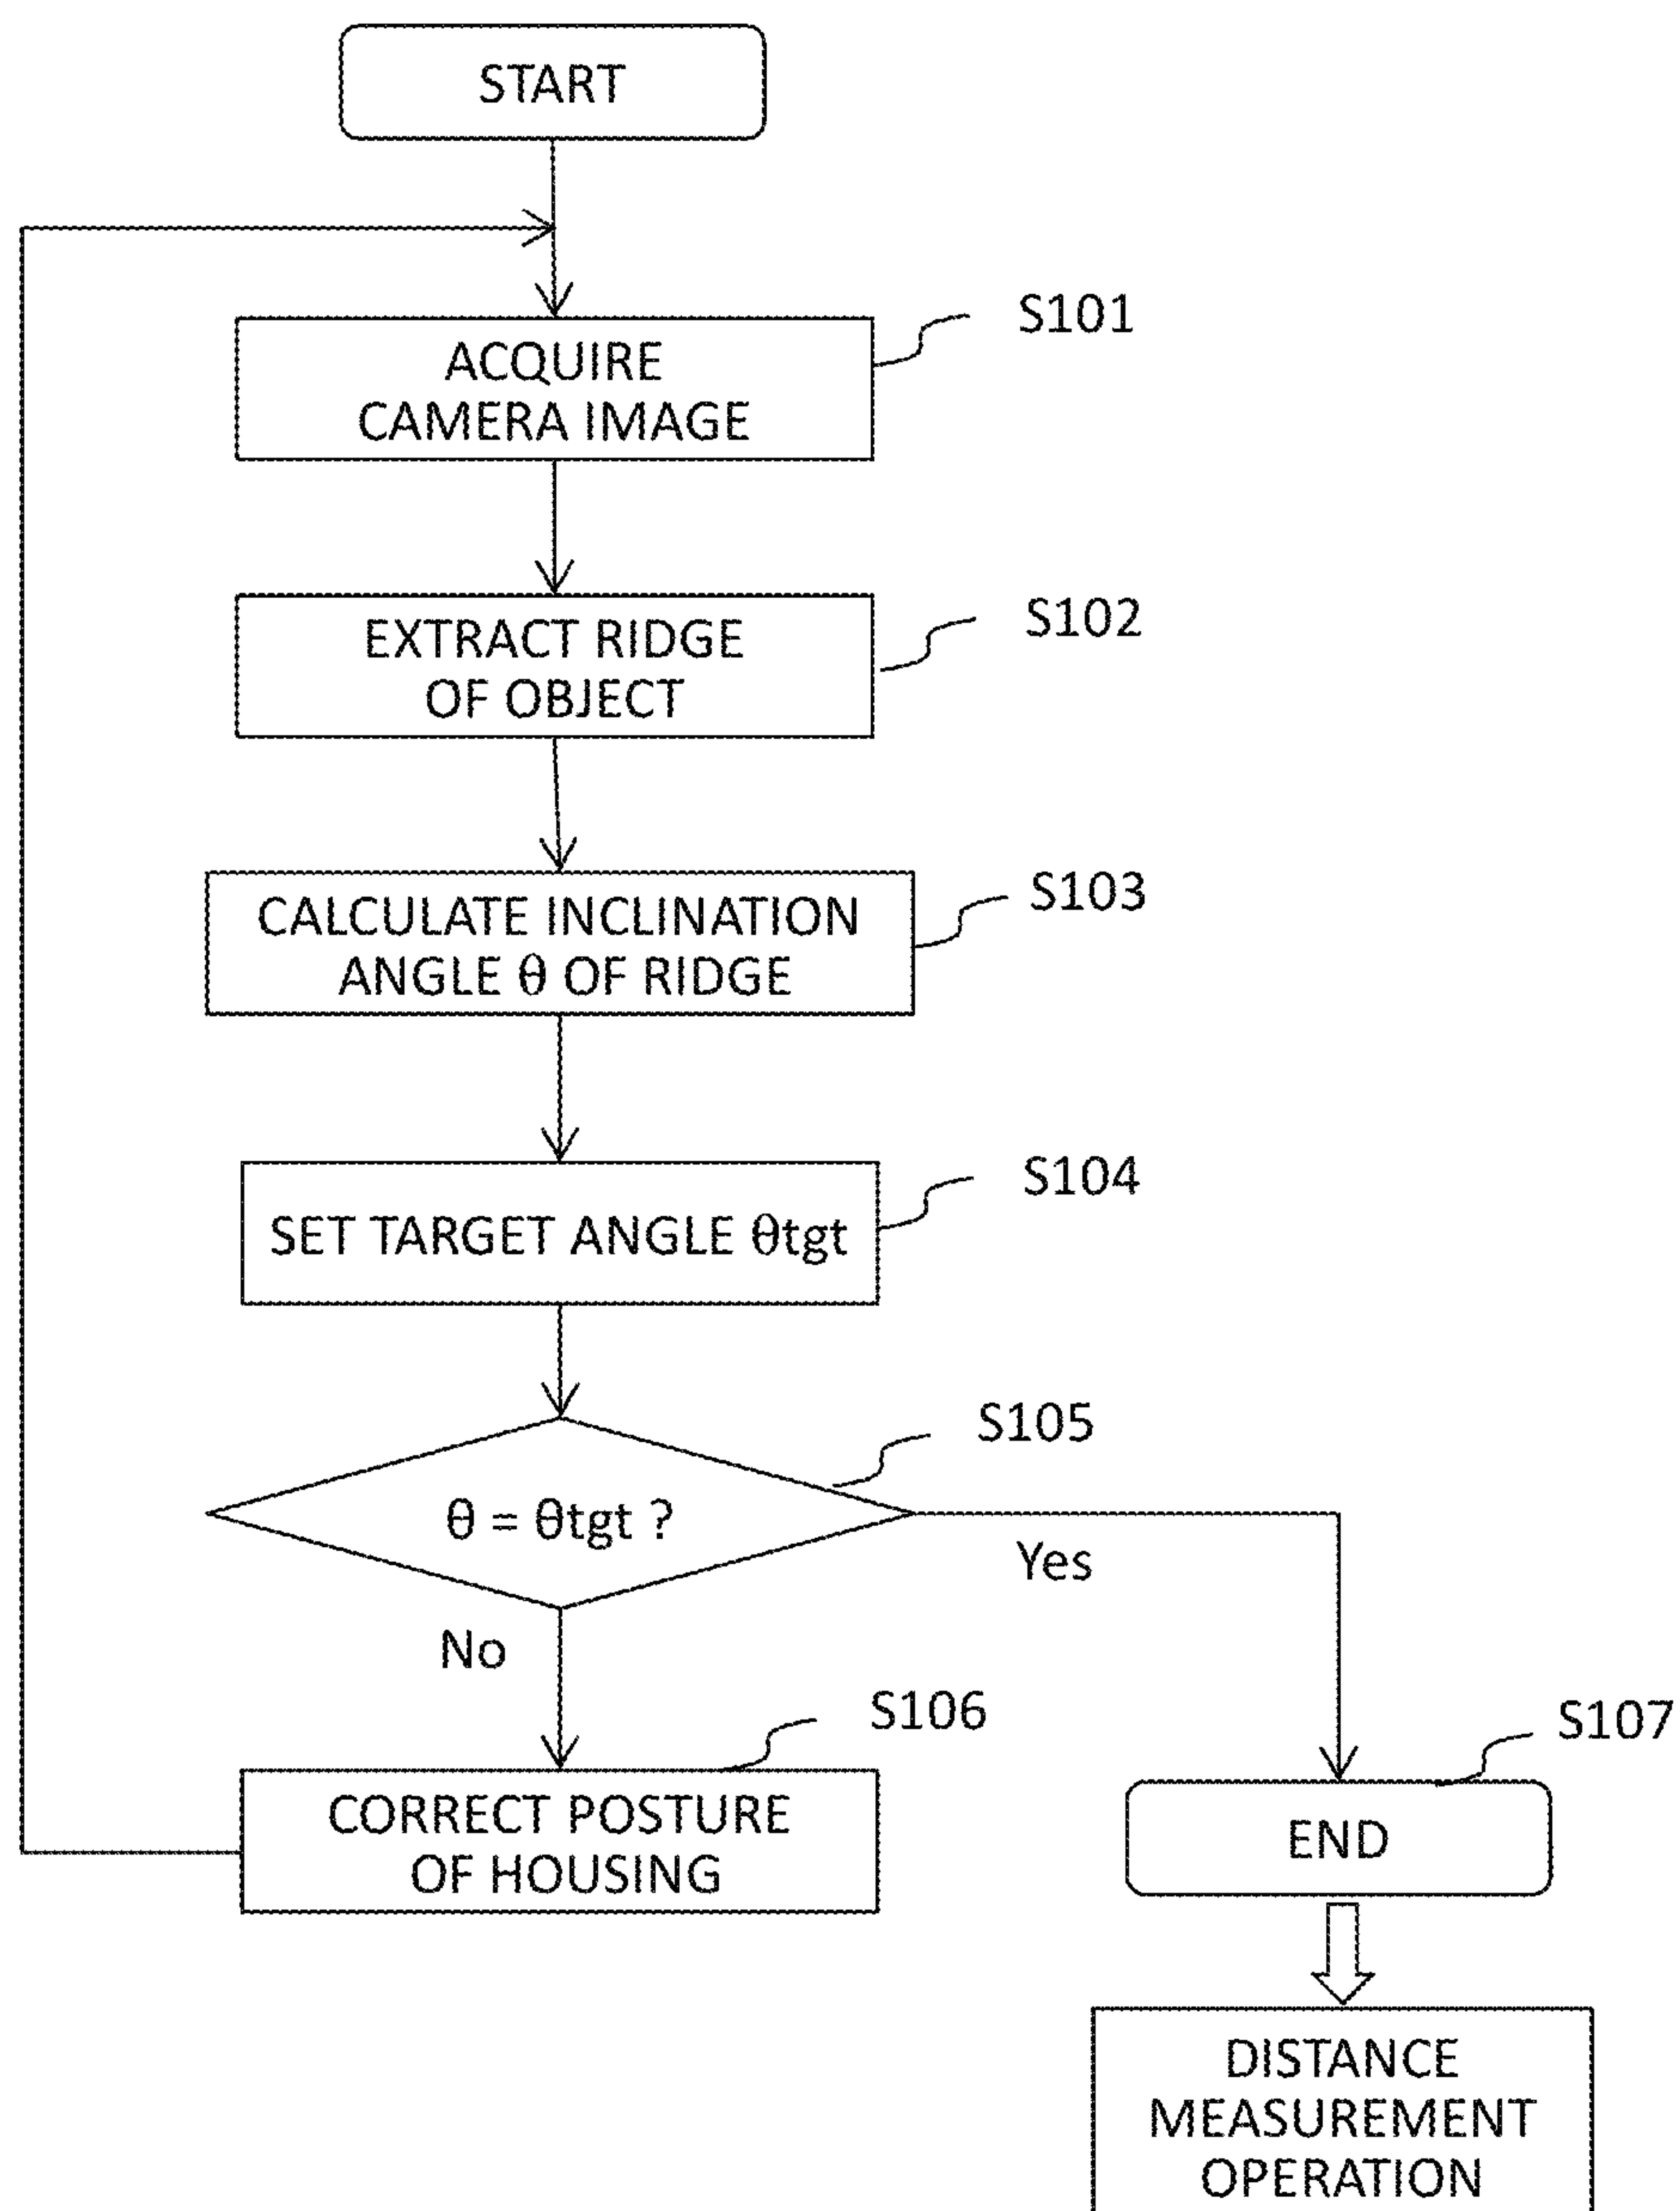 START
S101
ACQUIRE
CAMERA IMAGE
S102
EXTRACT RIDGE
OF OBJECT
S103
CALCULATE INCLINATION
ANGLE θ OF RIDGE
S104
SET TARGET ANGLE θtgt
S105
θ = θtgt ?
Yes
No
S106
CORRECT POSTURE
OF HOUSING
S107
END
DISTANCE
MEASUREMENT
OPERATION